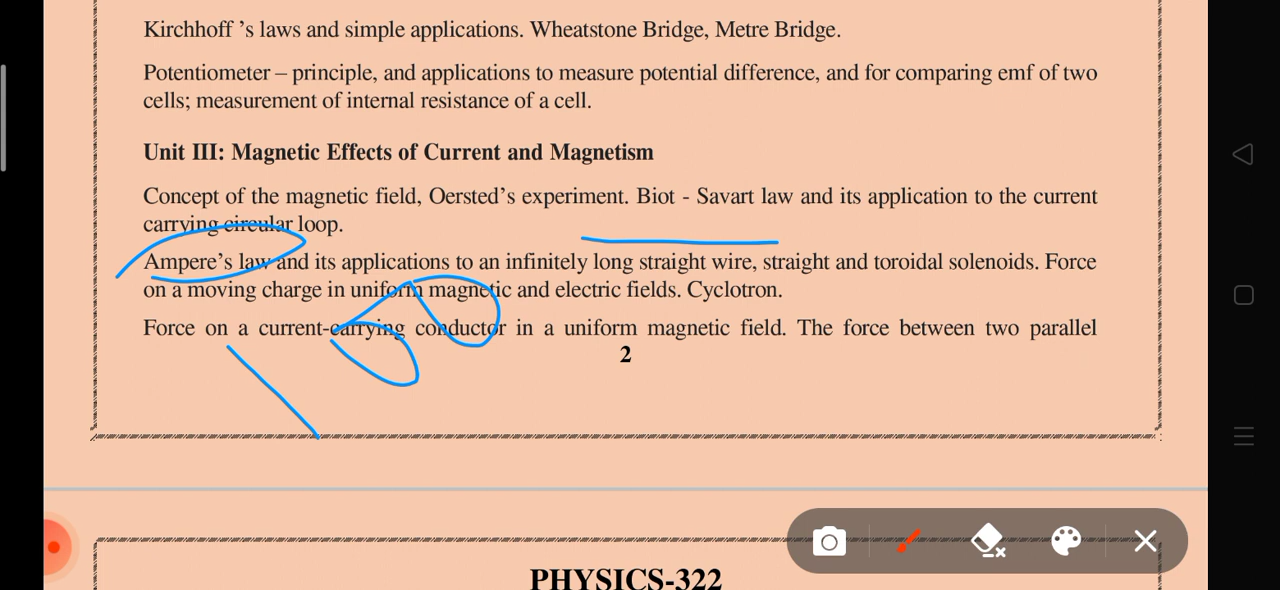 Kirchhoff ’s laws and simple applications. Wheatstone Bridge, Metre Bridge.
Potentiometer – principle, and applications to measure potential difference, and for comparing emf of two
cells; measurement of internal resistance of a cell.
Unit III: Magnetic Effects of Current and Magnetism
Concept of the magnetic field, Oersted’s experiment. Biot - Savart law and its application to the current
carrying circular loop.
Ampere’s law and its applications to an infinitely long straight wire, straight and toroidal solenoids. Force
on a moving charge in uniform magnetic and electric fields. Cyclotron.
Force on a current-carrying conductor in a uniform magnetic field. The force between two parallel
100
2
PHYSICS-322